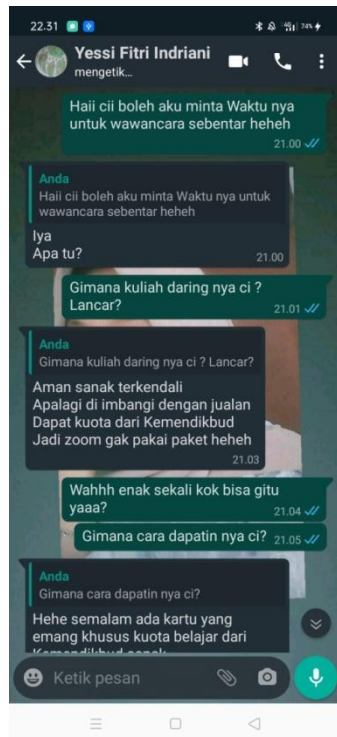 22.31
74%
Yessi Fitri Indriani
mengetik...
Haii cii boleh aku minta Waktu nya
untuk wawancara sebentar heheh
21.00
Anda
Haii cii boleh aku minta Waktu nya untuk
wawancara sebentar heheh
Iya
Apa tu?
21.00
Gimana kuliah daring nya ci ?
Lancar?
21.01
Anda
Gimana kuliah daring nya ci ? Lancar?
Aman sanak terkendali
Apalagi di imbangi dengan jualan
Dapat kuota dari Kemendikbud
Jadi zoom gak pakai paket heheh
21.03
Wahhh enak sekali kok bisa gitu
yaaa?
21.04
Gimana cara dapatin nya ci?
21.05
Anda
Gimana cara dapatin nya ci?
Hehe semalam ada kartu yang
emang khusus kuota belajar dari
Kemendikbud sanak
Ketik pesan